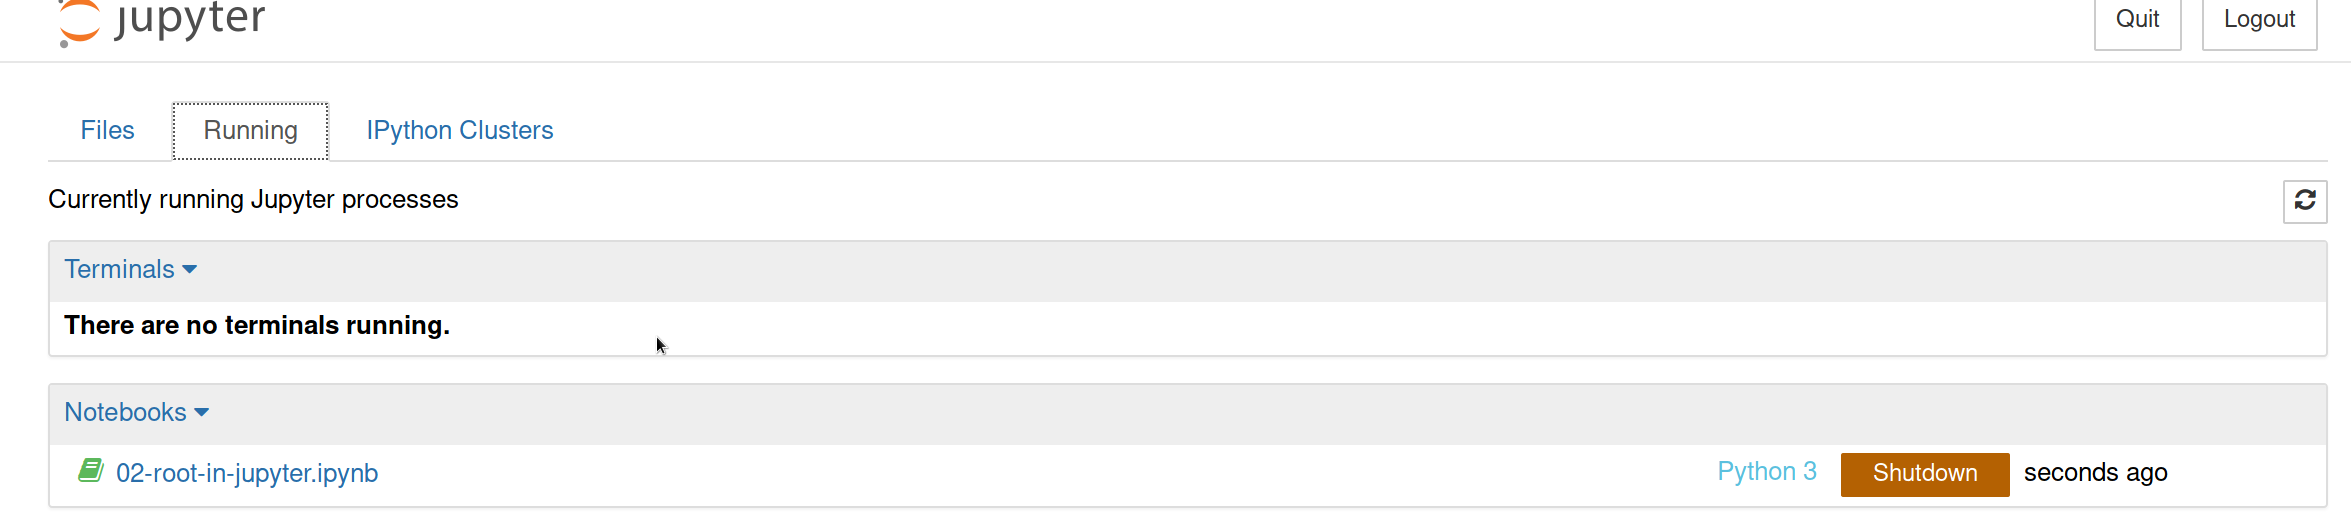 jupyter
Quit Logout
Files Running IPython Clusters
Currently running Jupyter processes
Terminals
There are no terminals running.
Notebooks
02-root-in-jupyter.ipynb Python 3 Shutdown seconds ago